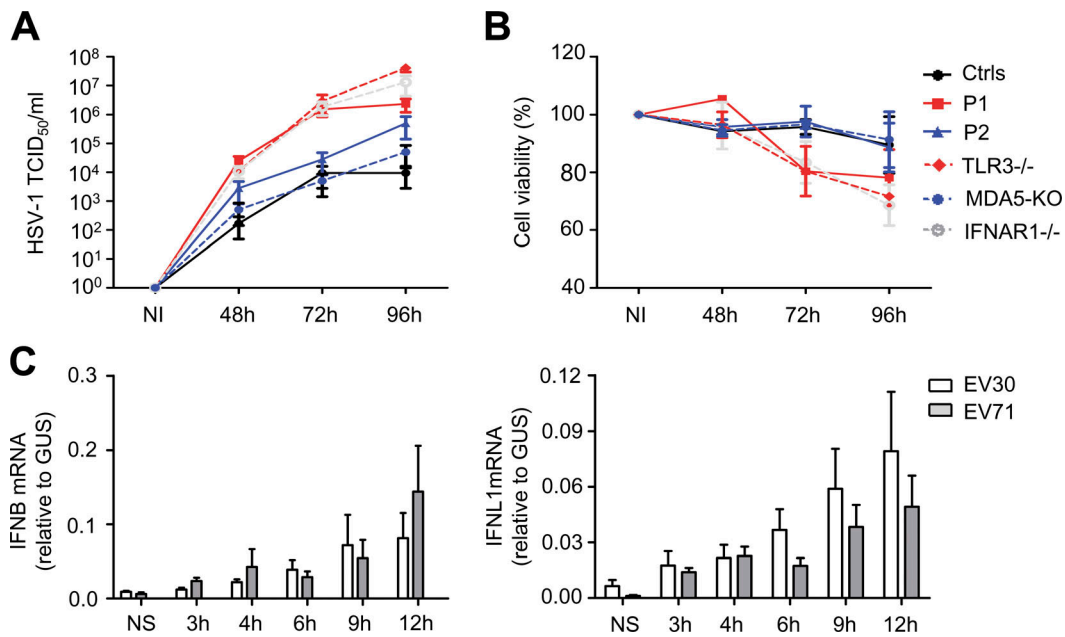 A
HSV-1 TCID50/ml
10^8
10^7
10^6
10^5
10^4
10^3
10^2
10^1
10^0
NI 48h 72h 96h
B
Cell viability (%)
120
100
80
60
40
NI 48h 72h 96h
Ctrls
P1
P2
TLR3-/-
MDA5-KO
IFNAR1-/-
C
IFNB mRNA
(relative to GUS)
0.3
0.2
0.1
0.0
NS 3h 4h 6h 9h 12h
IFNL1mRNA
(relative to GUS)
0.12
0.09
0.06
0.03
0.00
NS 3h 4h 6h 9h 12h
EV30
EV71